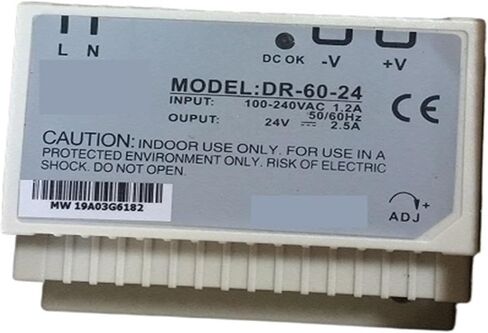 L N
DC OK -V +V
MODEL:DR-60-24
INPUT: 100-240VAC 1.2A
50/60Hz
OUPUT: 24V ⎓ 2.5A
CE
CAUTION: INDOOR USE ONLY. FOR USE IN A
PROTECTED ENVIRONMENT ONLY. RISK OF ELECTRIC
SHOCK. DO NOT OPEN.
MW 19A03G6182
+
ADJ